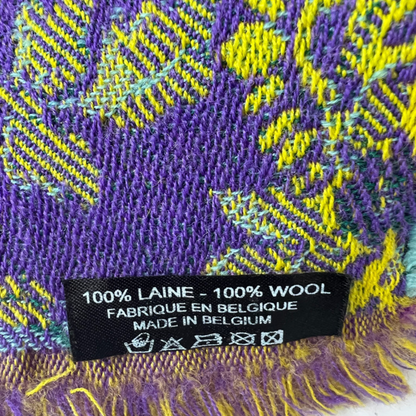 100% LAINE - 100% WOOL
FABRIQUE EN BELGIQUE
MADE IN BELGIUM